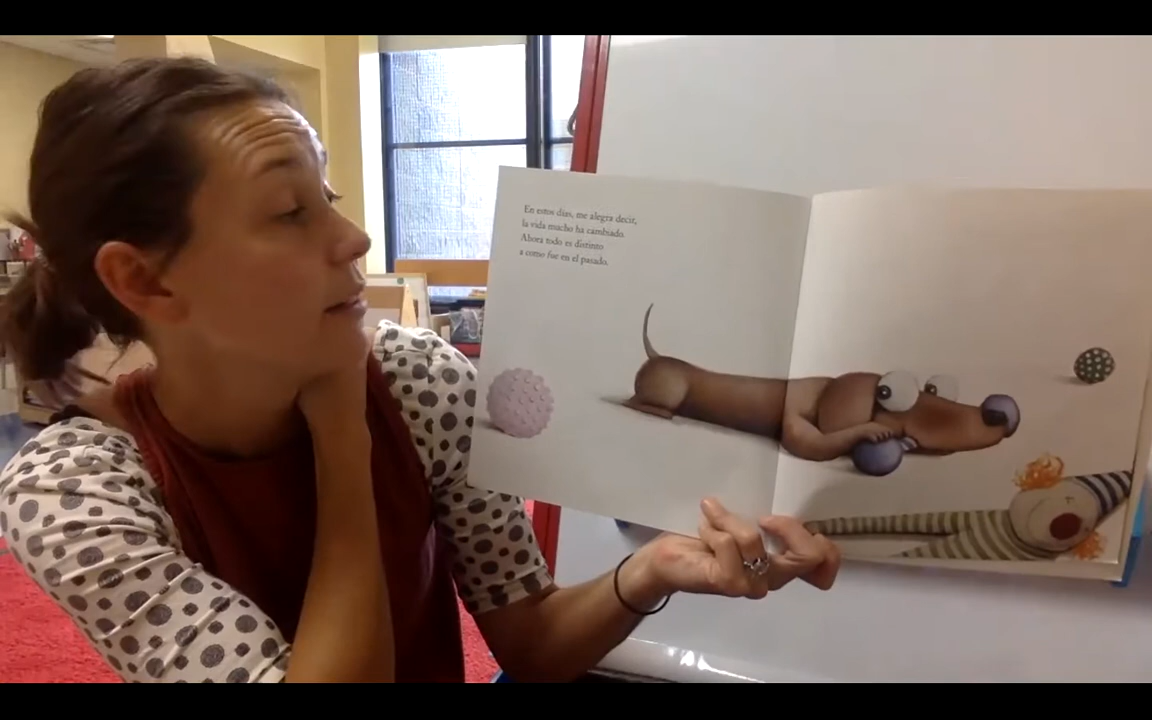 En estos días, me alegra decir,
la vida mucho ha cambiado.
Ahora todo es distinto
a como fue en el pasado.